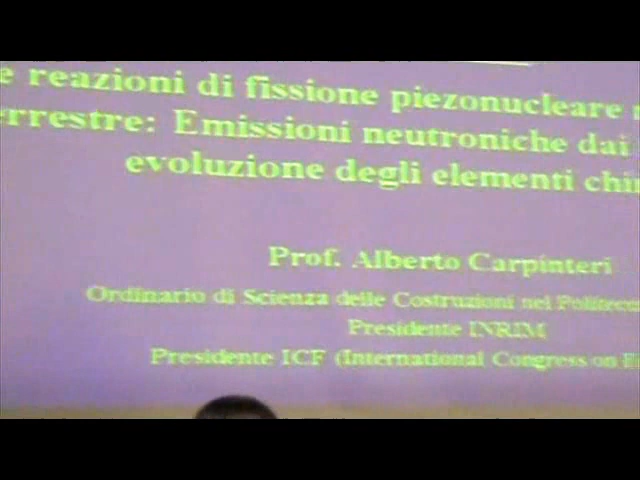 e reazioni di fissione piezonucleare
errestre: Emissioni neutroniche dai
evoluzione degli elementi chi
Prof. Alberto Carpinteri
Ordinario di Scienza delle Costruzioni nel Politecn
Presidente INRIM
Presidente ICF (International Congress on